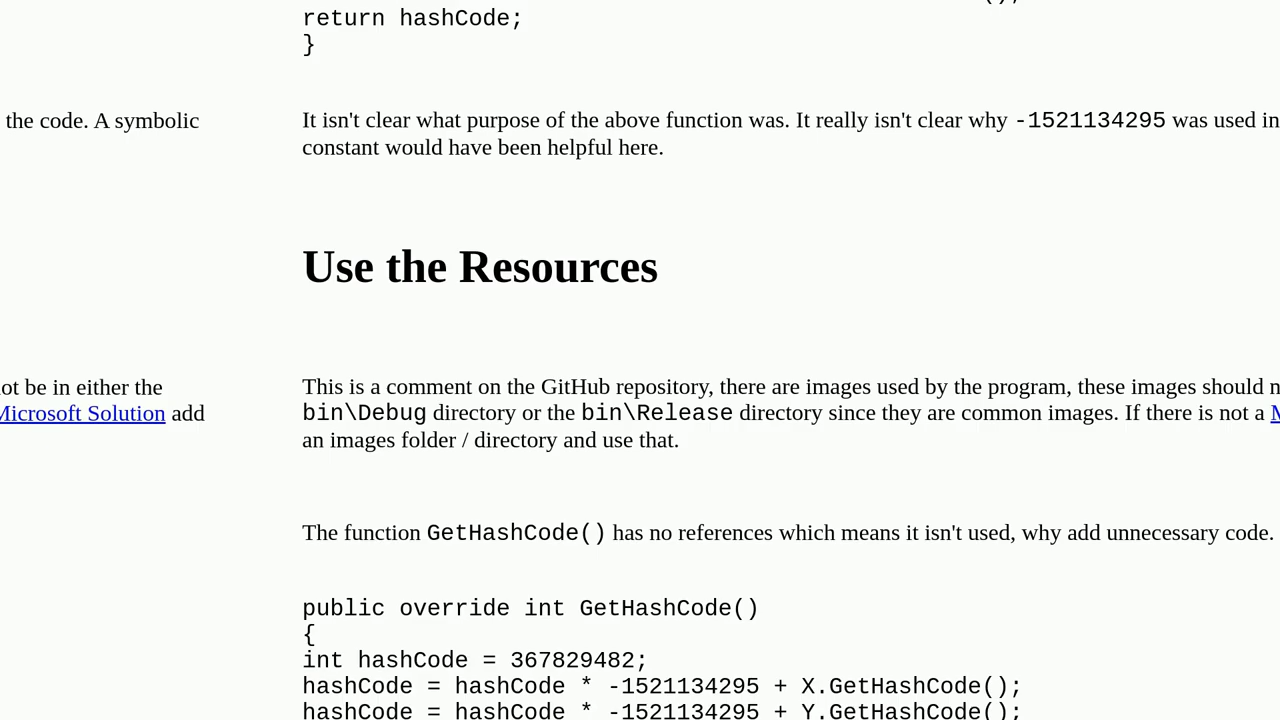 return hashCode;
}
It isn't clear what purpose of the above function was. It really isn't clear why -1521134295 was used in the code. A symbolic
constant would have been helpful here.
Use the Resources
This is a comment on the GitHub repository, there are images used by the program, these images should not be in either the
bin\Debug directory or the bin\Release directory since they are common images. If there is not a Microsoft Solution add
an images folder / directory and use that.
The function GetHashCode() has no references which means it isn't used, why add unnecessary code.
public override int GetHashCode()
{
int hashCode = 367829482;
hashCode = hashCode * -1521134295 + X.GetHashCode();
hashCode = hashCode * -1521134295 + Y.GetHashCode();